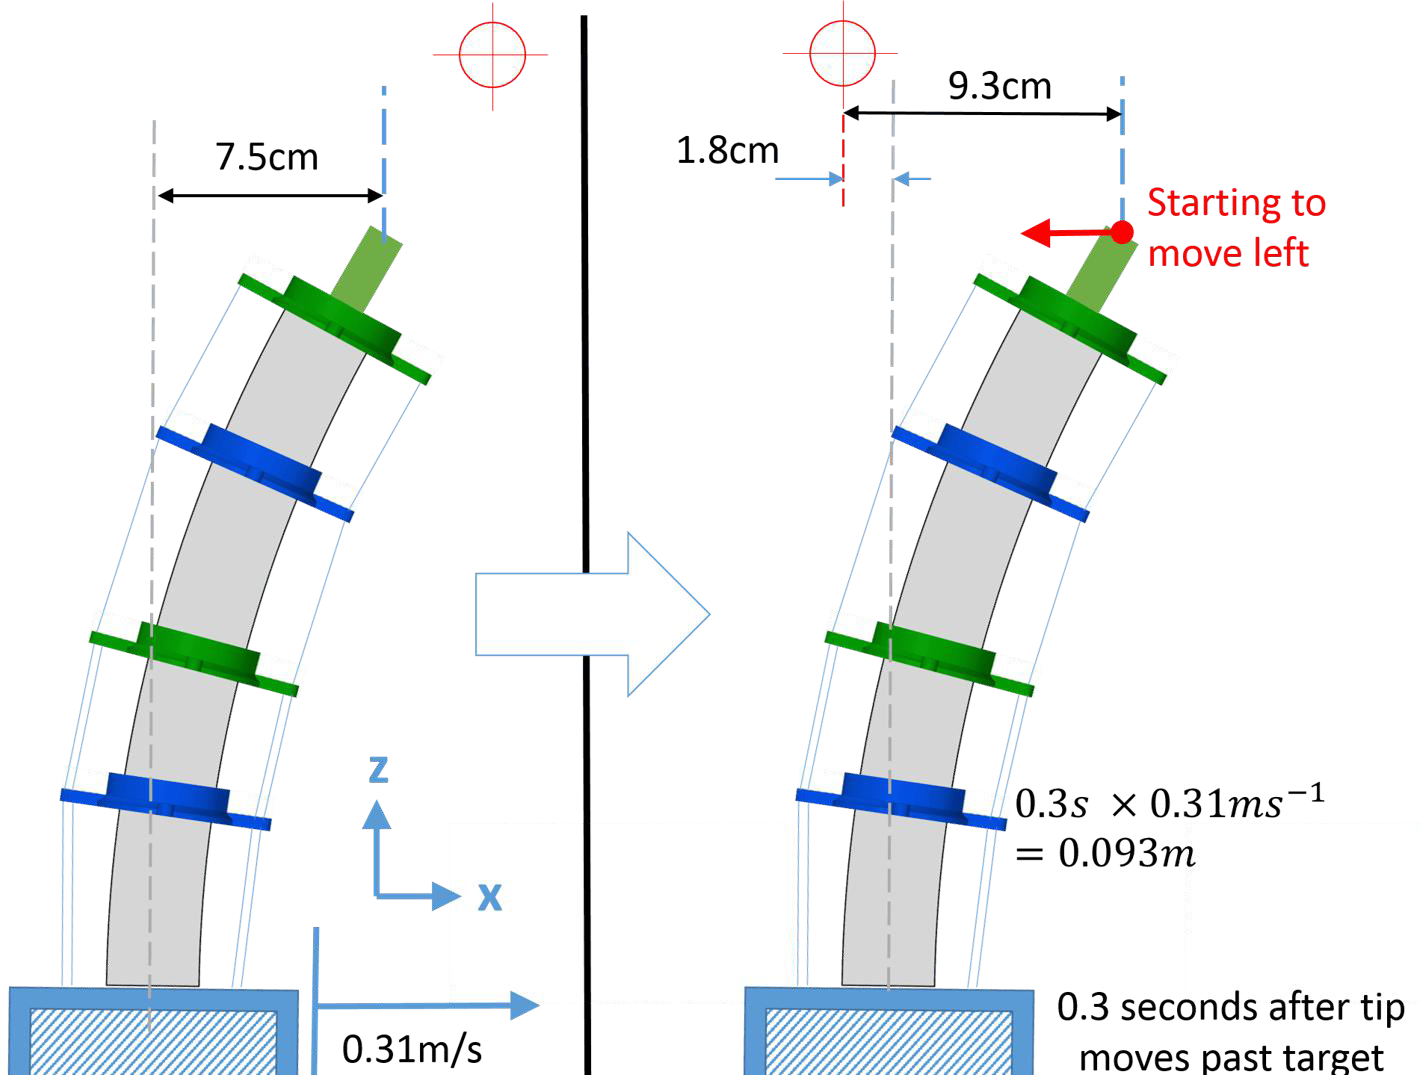 7.5cm
z
x
0.31m/s
9.3cm
1.8cm
Starting to
move left
0.3s × 0.31ms⁻¹
= 0.093m
0.3 seconds after tip
moves past target